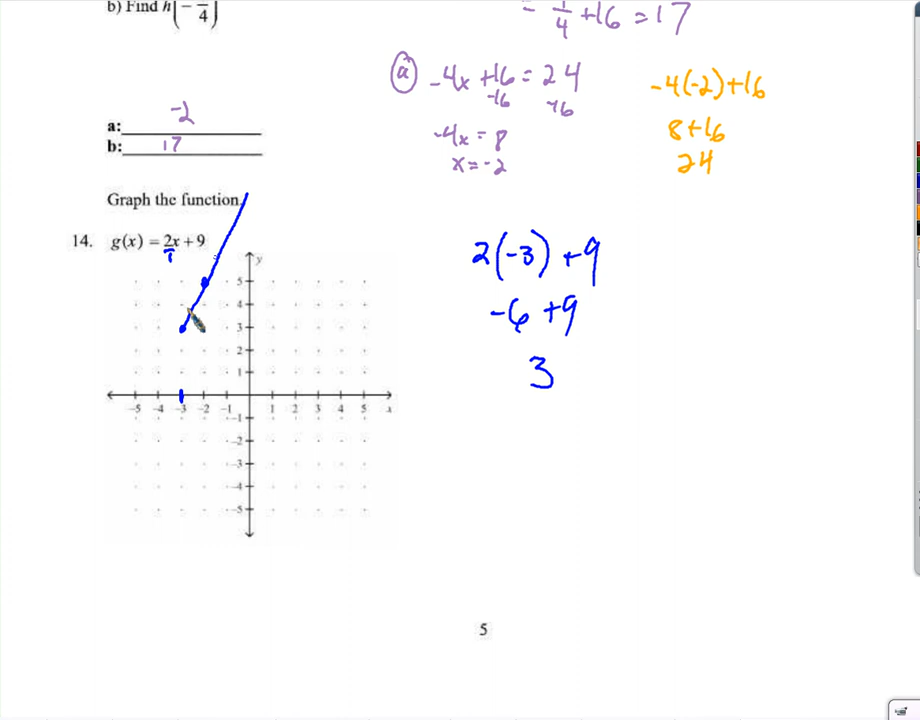 b) Find h[-1/4]
= 1/4 +16 = 17
ⓐ -4x +16 = 24
-16 -16
-4x = 8
x = -2
-4(-2)+16
8+16
24
a: -2
b: 17
Graph the function.
14. g(x) = 2x + 9
1
y
5
4
3
2
1
-5 -4 -3 -2 -1 1 2 3 4 5 x
-1
-2
-3
-4
-5
2(-3) +9
-6 +9
3
5